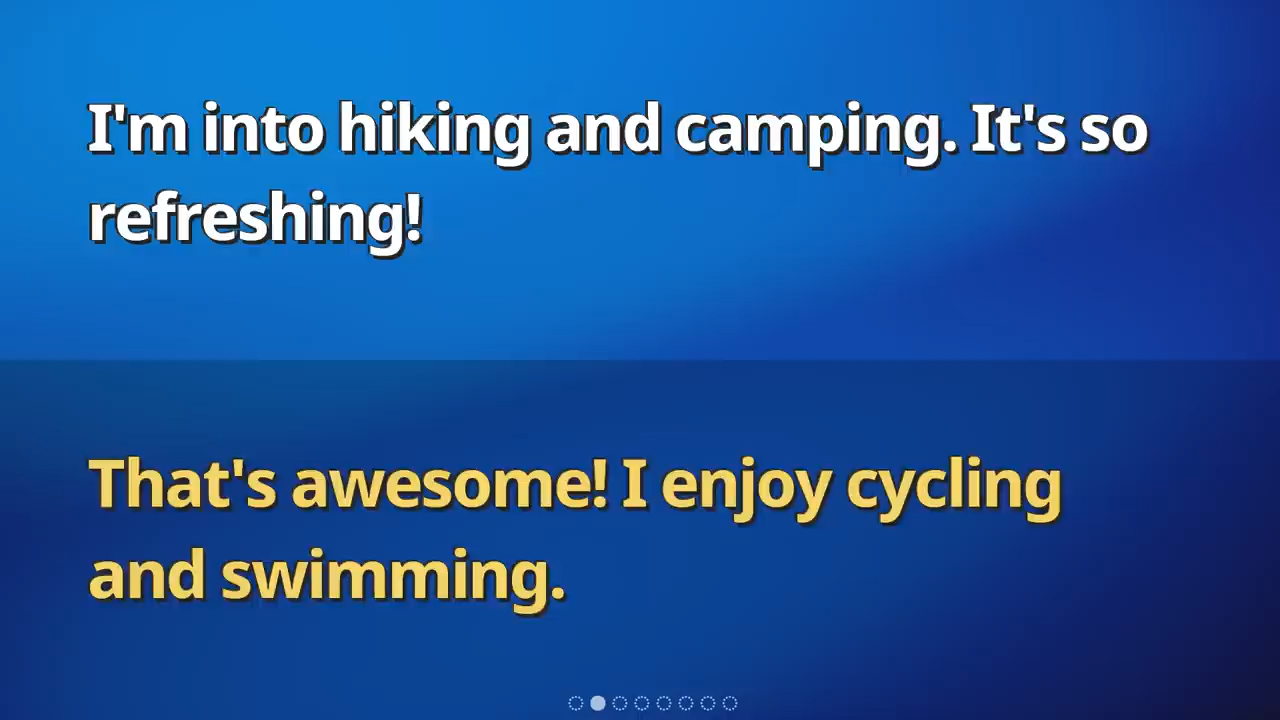 I'm into hiking and camping. It's so
refreshing!
That's awesome! I enjoy cycling
and swimming.